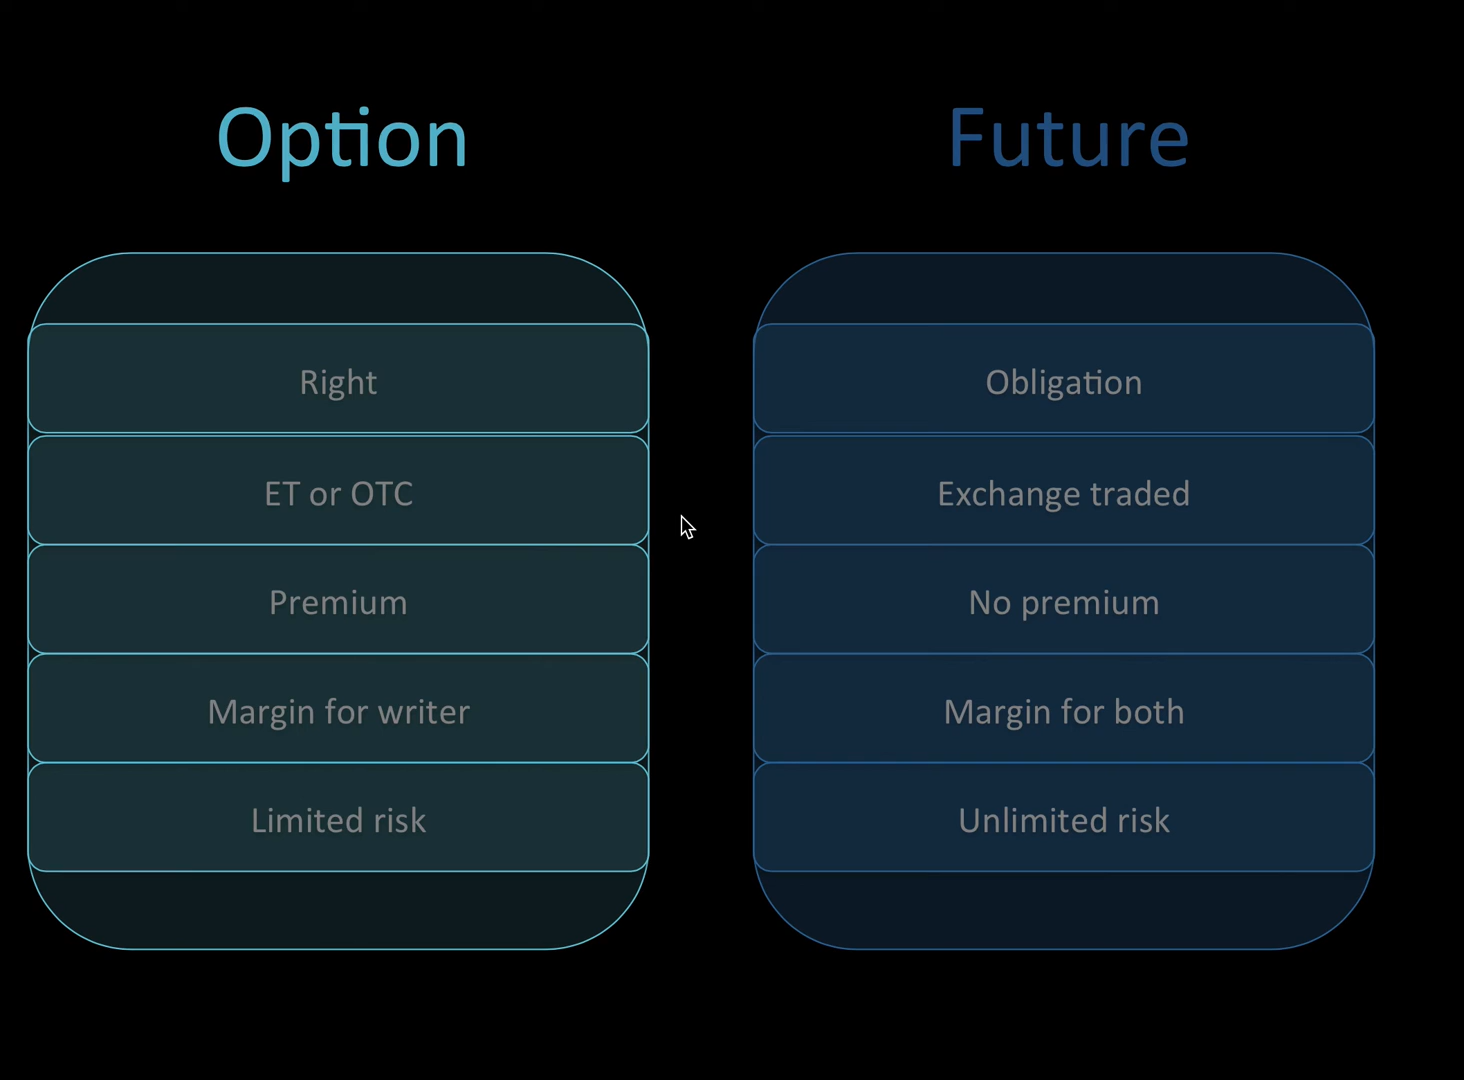 Option
Right
ET or OTC
Premium
Margin for writer
Limited risk
Future
Obligation
Exchange traded
No premium
Margin for both
Unlimited risk